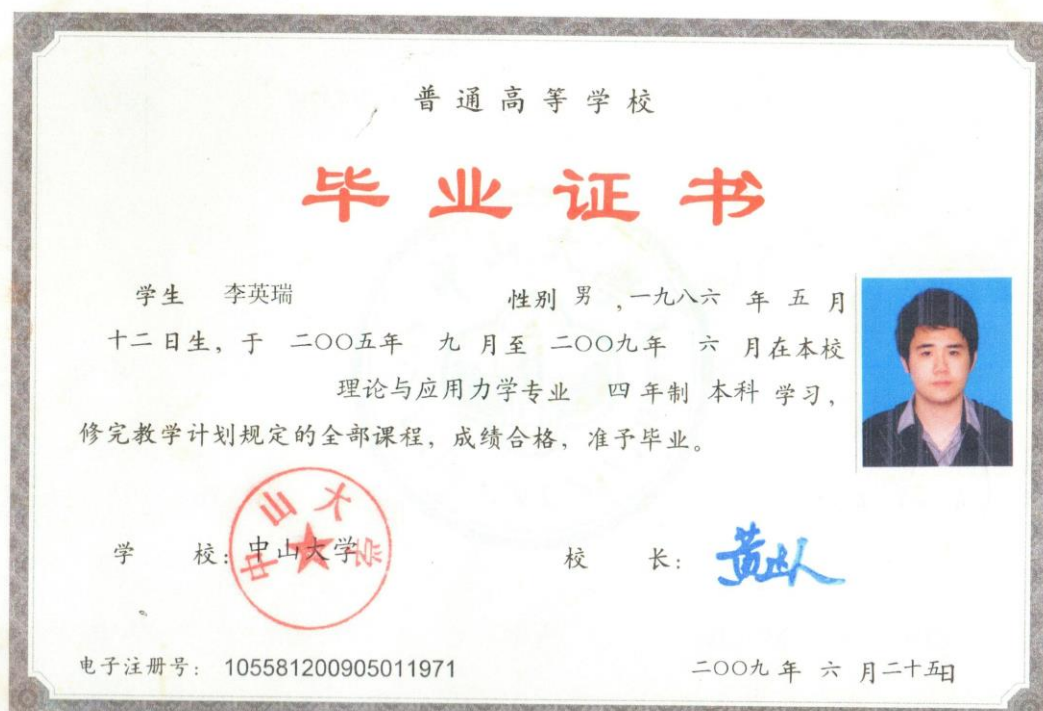 普通高等学校
毕业证书
学生 李英瑞 性别 男 ,一九八六 年 五 月
十二日生，于 二〇〇五年 九 月至 二〇〇九年 六 月在本校
理论与应用力学专业 四 年制 本科 学习，
修完教学计划规定的全部课程，成绩合格，准予毕业。
中山大学
学 校：中山大学 校 长：
电子注册号： 105581200905011971 二〇〇九 年 六 月二十五日